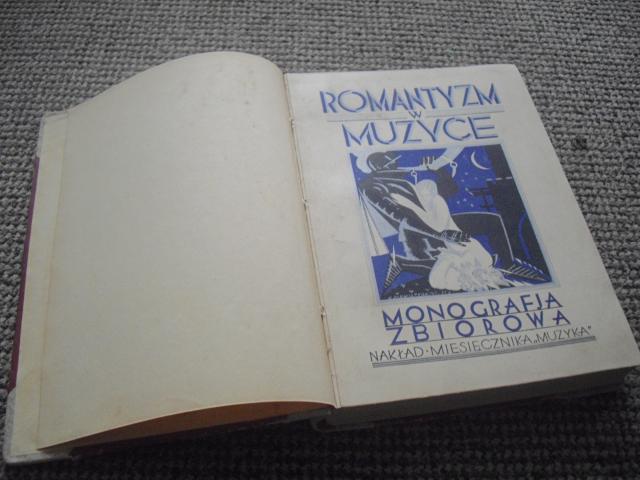 ROMANTYZM
W
MUZYCE
MONOGRAFJA
ZBIOROWA
NAKŁAD · MIESIĘCZNIKA „MUZYKA"